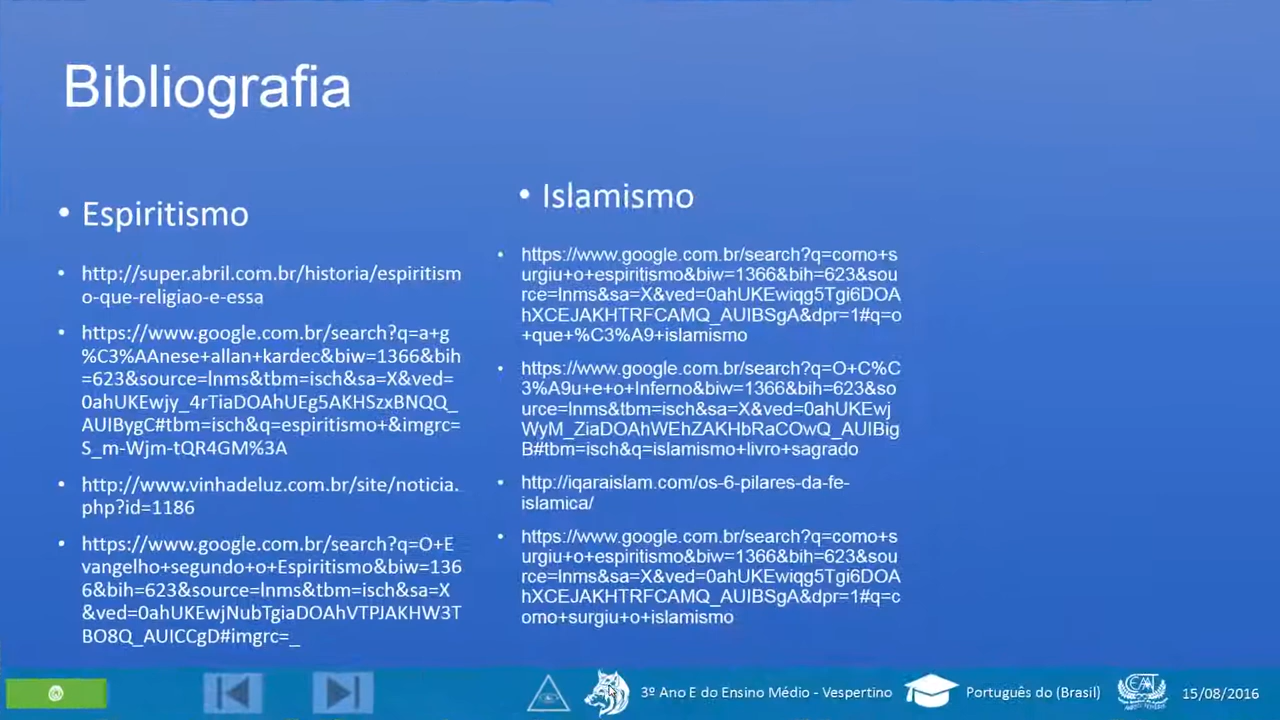 Bibliografia
• Espiritismo
• http://super.abril.com.br/historia/espiritism
o-que-religiao-e-essa
• https://www.google.com.br/search?q=a+g
%C3%AAnese+allan+kardec&biw=1366&bih
=623&source=lnms&tbm=isch&sa=X&ved=
0ahUKEwjy_4rTiaDOAhUEg5AKHSzxBNQQ_
AUIBygC#tbm=isch&q=espiritismo+&imgrc=
S_m-Wjm-tQR4GM%3A
• http://www.vinhadeluz.com.br/site/noticia.
php?id=1186
• https://www.google.com.br/search?q=O+E
vangelho+segundo+o+Espiritismo&biw=136
6&bih=623&source=lnms&tbm=isch&sa=X
&ved=0ahUKEwjNubTgiaDOAhVTPJAKHW3T
BO8Q_AUICCgD#imgrc=_
• Islamismo
• https://www.google.com.br/search?q=como+s
urgiu+o+espiritismo&biw=1366&bih=623&sou
rce=lnms&sa=X&ved=0ahUKEwiqg5Tgi6DOA
hXCEJAKHTRFCAMQ_AUIBSgA&dpr=1#q=o
+que+%C3%A9+islamismo
• https://www.google.com.br/search?q=O+C%C
3%A9u+e+o+Inferno&biw=1366&bih=623&so
urce=lnms&tbm=isch&sa=X&ved=0ahUKEwj
WyM_ZiaDOAhWEhZAKHbRaCOwQ_AUIBig
B#tbm=isch&q=islamismo+livro+sagrado
• http://iqaraislam.com/os-6-pilares-da-fe-
islamica/
• https://www.google.com.br/search?q=como+s
urgiu+o+espiritismo&biw=1366&bih=623&sou
rce=lnms&sa=X&ved=0ahUKEwiqg5Tgi6DOA
hXCEJAKHTRFCAMQ_AUIBSgA&dpr=1#q=c
omo+surgiu+o+islamismo
3º Ano E do Ensino Médio - Vespertino
Português do (Brasil)
15/08/2016